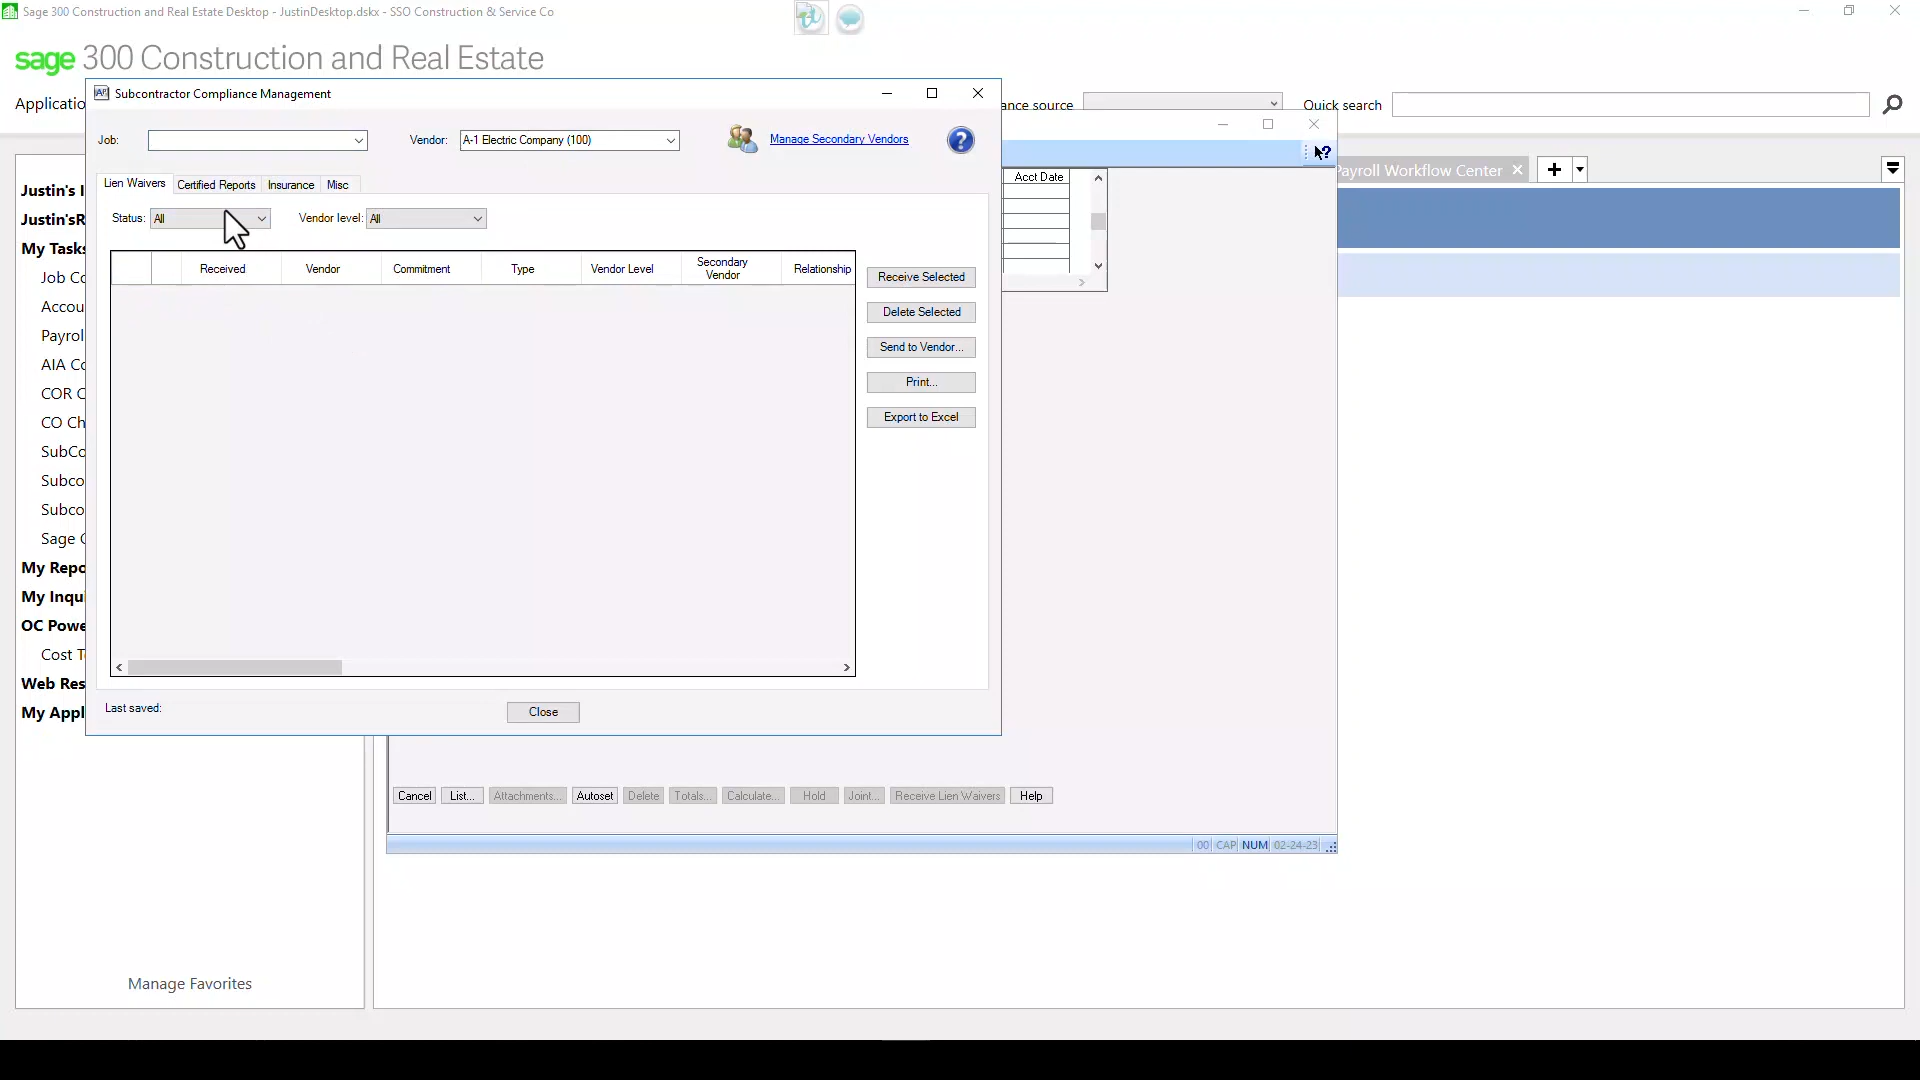 Sage 300 Construction and Real Estate Desktop - JustinDesktop.dskx - SSO Construction & Service Co
sage 300 Construction and Real Estate
Applicatio
ance source
Quick search
Subcontractor Compliance Management
Job:
Vendor: A-1 Electric Company (100)
Manage Secondary Vendors
Lien Waivers Certified Reports Insurance Misc
Status: All Vendor level: All
Received Vendor Commitment Type Vendor Level Secondary Vendor Relationship
Receive Selected
Delete Selected
Send to Vendor...
Print...
Export to Excel
Last saved:
Close
Acct Date
Payroll Workflow Center
Justin's I
Justin'sR
My Tasks
Job Co
Accou
Payrol
AIA Co
COR C
CO Ch
SubCo
Subco
Subco
Sage C
My Repo
My Inqui
OC Powe
Cost T
Web Res
My Appl
Manage Favorites
Cancel List... Attachments... Autoset Delete Totals... Calculate... Hold Joint... Receive Lien Waivers Help
00 CAP NUM 02-24-23